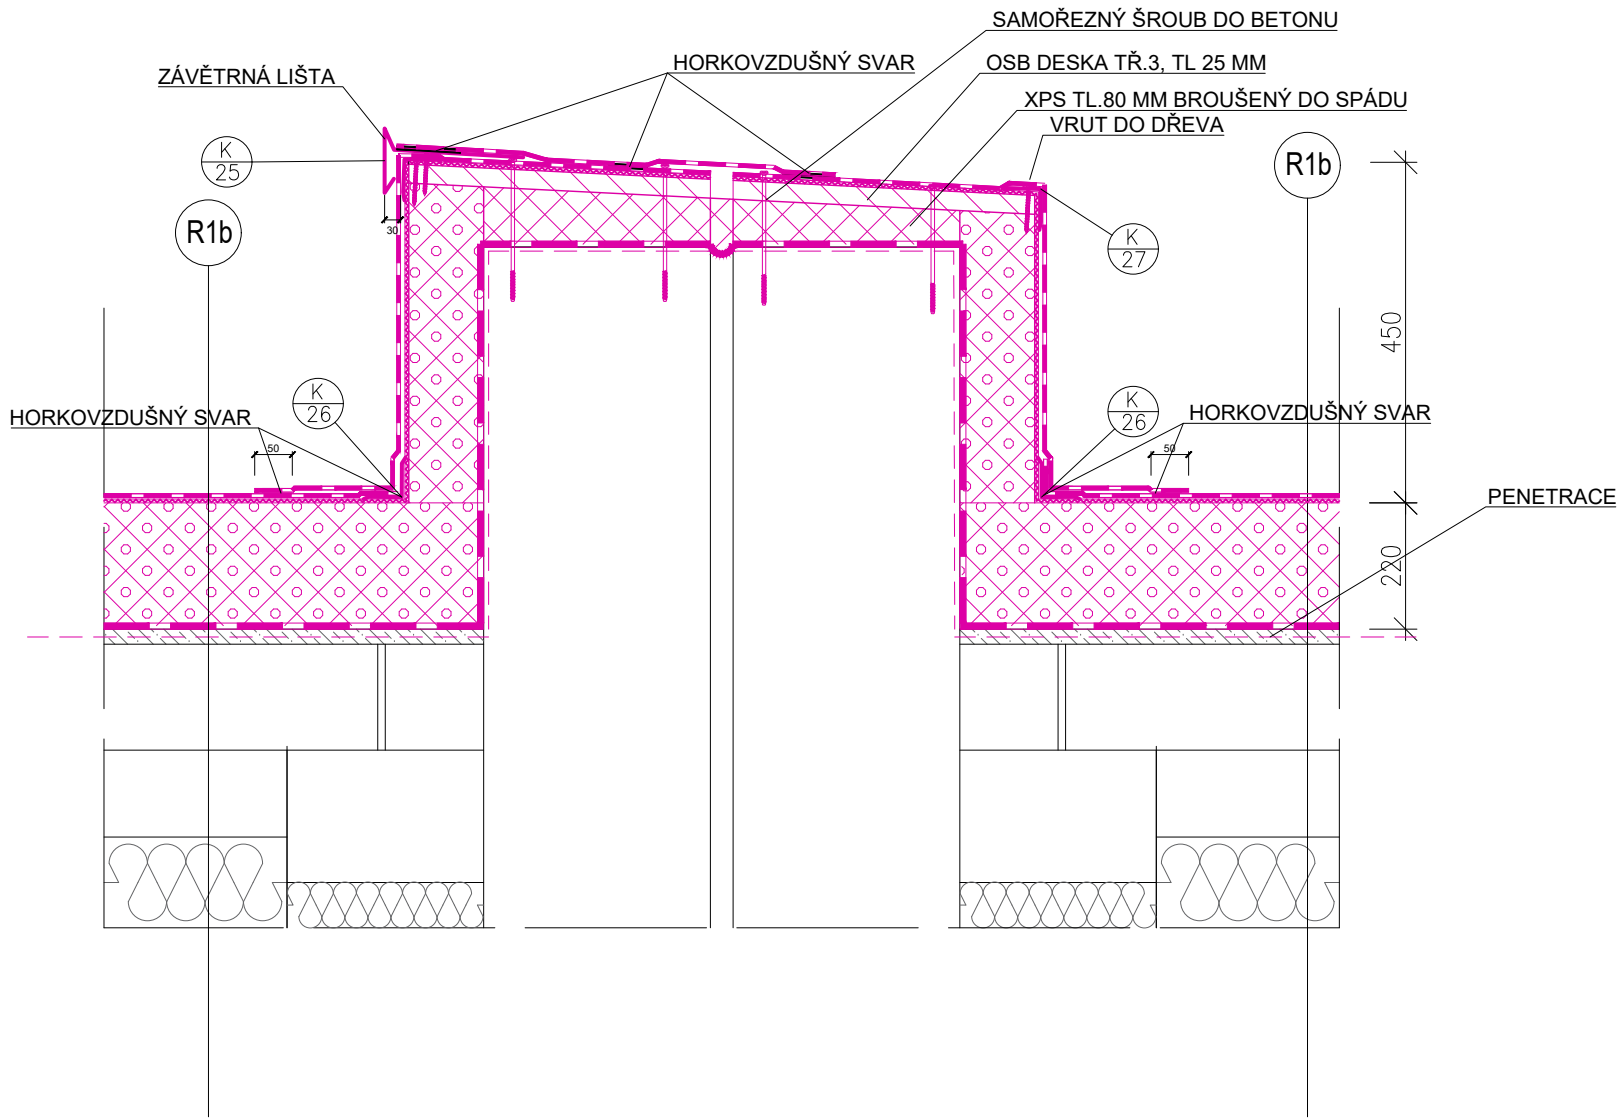 SAMOŘEZNÝ ŠROUB DO BETONU
HORKOVZDUŠNÝ SVAR
OSB DESKA TŘ.3, TL 25 MM
ZÁVĚTRNÁ LIŠTA
XPS TL.80 MM BROUŠENÝ DO SPÁDU
VRUT DO DŘEVA
K
25
R1b
R1b
30
K
27
450
K
26
K
26
HORKOVZDUŠNÝ SVAR
HORKOVZDUŠNÝ SVAR
50
50
PENETRACE
220